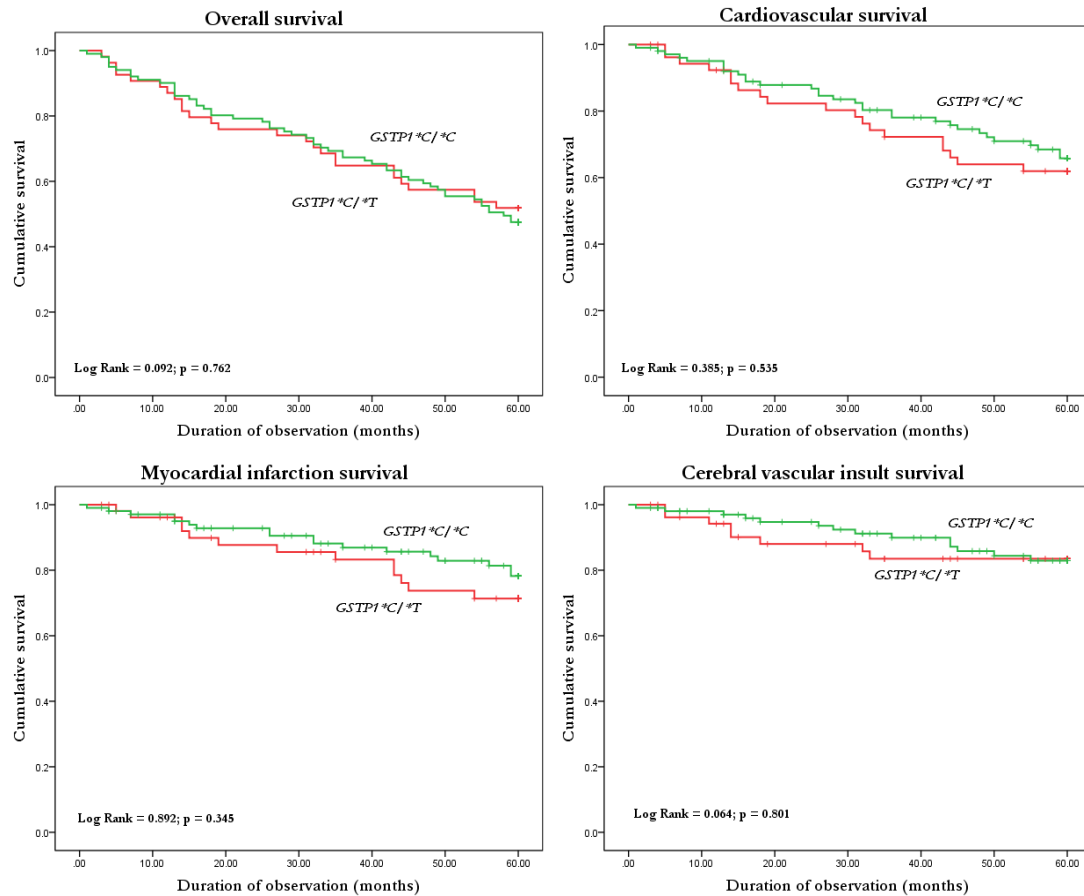 Overall survival
Cumulative survival
1.0
0.8
0.6
0.4
0.2
0.0
GSTP1*C/*C
GSTP1*C/*T
Log Rank = 0.092; p = 0.762
.00 10.00 20.00 30.00 40.00 50.00 60.00
Duration of observation (months)
Cardiovascular survival
Cumulative survival
1.0
0.8
0.6
0.4
0.2
0.0
GSTP1*C/*C
GSTP1*C/*T
Log Rank = 0.385; p = 0.535
.00 10.00 20.00 30.00 40.00 50.00 60.00
Duration of observation (months)
Myocardial infarction survival
Cumulative survival
1.0
0.8
0.6
0.4
0.2
0.0
GSTP1*C/*C
GSTP1*C/*T
Log Rank = 0.892; p = 0.345
.00 10.00 20.00 30.00 40.00 50.00 60.00
Duration of observation (months)
Cerebral vascular insult survival
Cumulative survival
1.0
0.8
0.6
0.4
0.2
0.0
GSTP1*C/*C
GSTP1*C/*T
Log Rank = 0.064; p = 0.801
.00 10.00 20.00 30.00 40.00 50.00 60.00
Duration of observation (months)